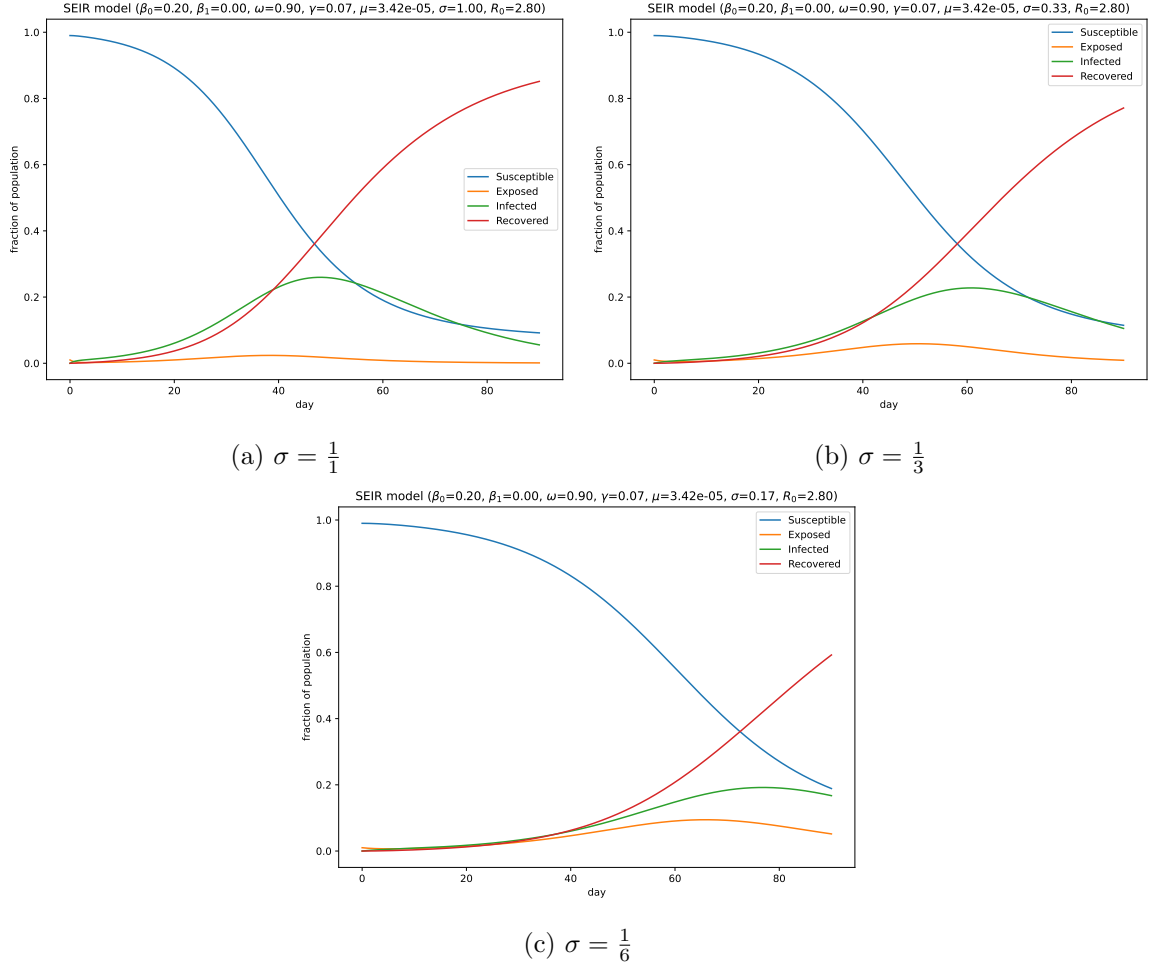 SEIR model (β₀=0.20, β₁=0.00, ω=0.90, γ=0.07, μ=3.42e-05, σ=1.00, R₀=2.80)
1.0
0.8
0.6
0.4
0.2
0.0
fraction of population
Susceptible
Exposed
Infected
Recovered
0 20 40 60 80
day
(a) σ = 1/1
SEIR model (β₀=0.20, β₁=0.00, ω=0.90, γ=0.07, μ=3.42e-05, σ=0.33, R₀=2.80)
1.0
0.8
0.6
0.4
0.2
0.0
fraction of population
Susceptible
Exposed
Infected
Recovered
0 20 40 60 80
day
(b) σ = 1/3
SEIR model (β₀=0.20, β₁=0.00, ω=0.90, γ=0.07, μ=3.42e-05, σ=0.17, R₀=2.80)
1.0
0.8
0.6
0.4
0.2
0.0
fraction of population
Susceptible
Exposed
Infected
Recovered
0 20 40 60 80
day
(c) σ = 1/6